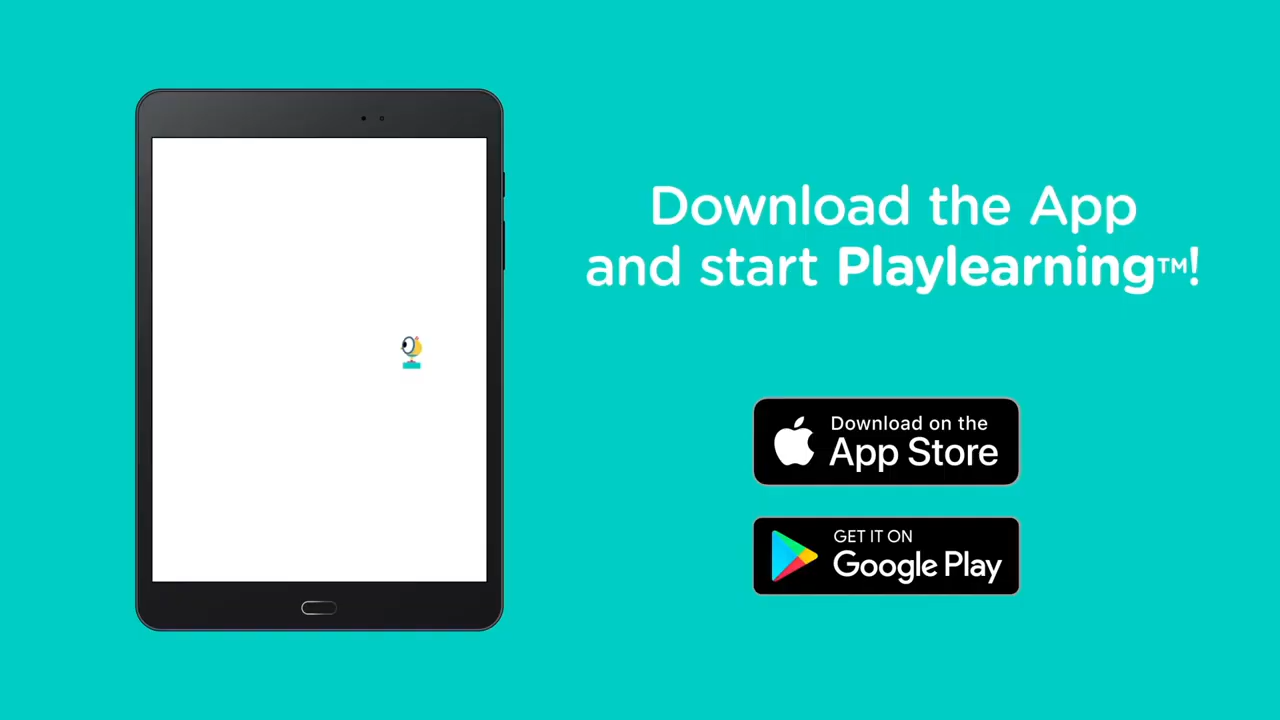 Download the App
and start Playlearning™!
Download on the
App Store
GET IT ON
Google Play